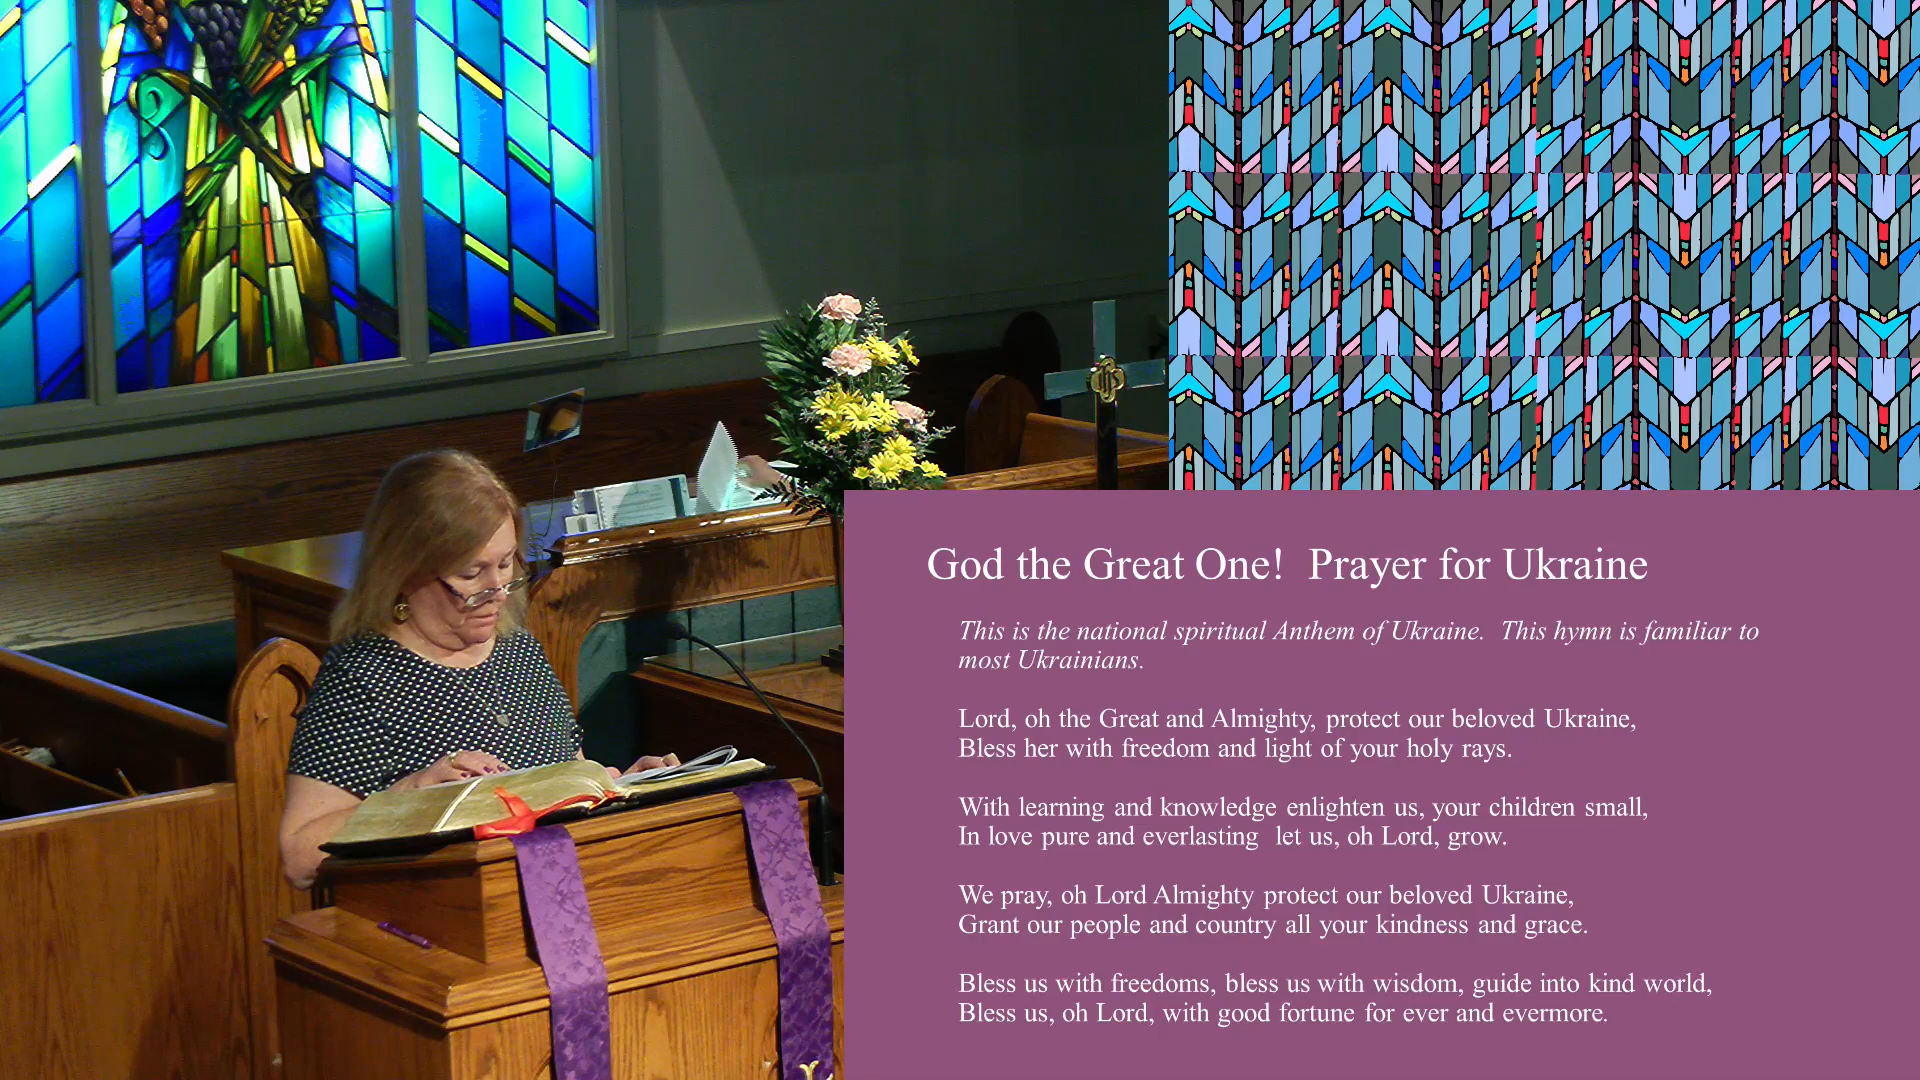 God the Great One!  Prayer for Ukraine
This is the national spiritual Anthem of Ukraine.  This hymn is familiar to
most Ukrainians.
Lord, oh the Great and Almighty, protect our beloved Ukraine,
Bless her with freedom and light of your holy rays.
With learning and knowledge enlighten us, your children small,
In love pure and everlasting  let us, oh Lord, grow.
We pray, oh Lord Almighty protect our beloved Ukraine,
Grant our people and country all your kindness and grace.
Bless us with freedoms, bless us with wisdom, guide into kind world,
Bless us, oh Lord, with good fortune for ever and evermore.